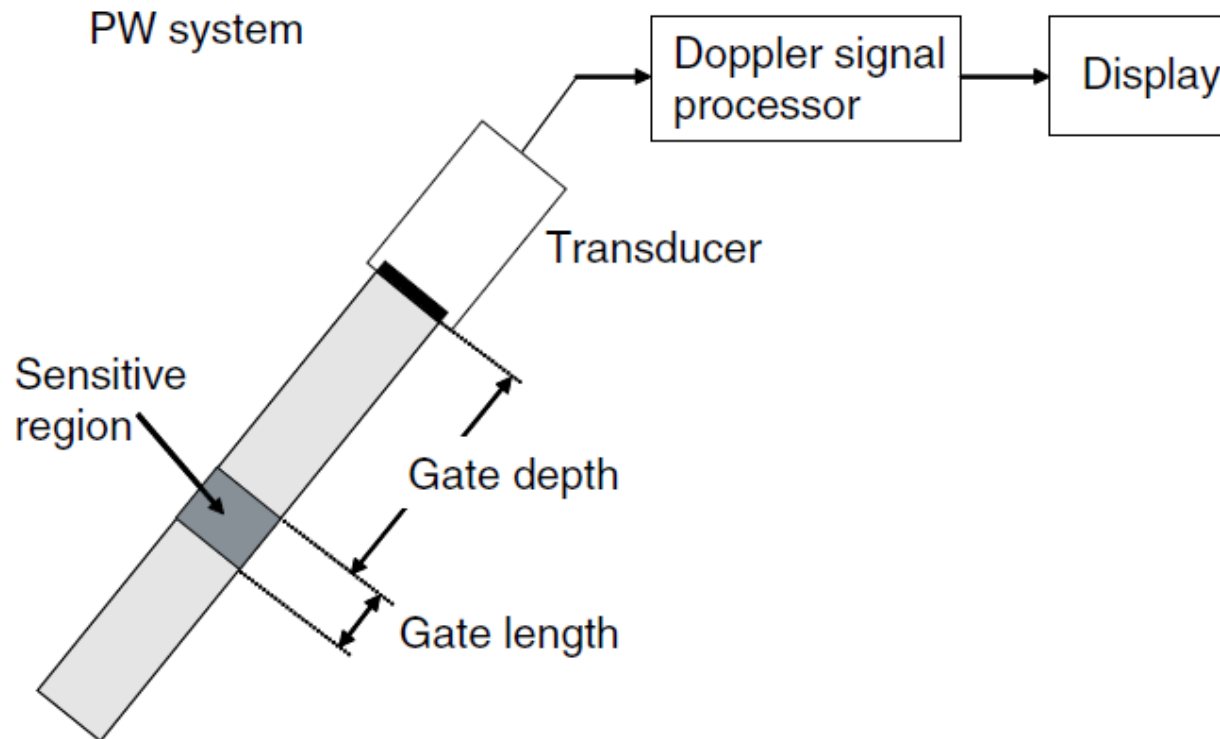 PW system
Doppler signal
processor
Display
Transducer
Sensitive
region
Gate depth
Gate length